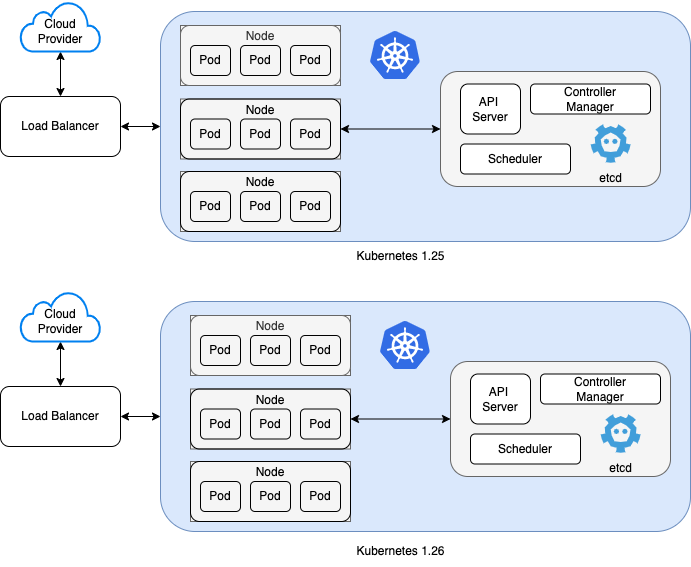 Cloud
Provider
Load Balancer
Node
Pod Pod Pod
Node
Pod Pod Pod
Node
Pod Pod Pod
API
Server
Controller
Manager
Scheduler
etcd
Kubernetes 1.25
Cloud
Provider
Load Balancer
Node
Pod Pod Pod
Node
Pod Pod Pod
Node
Pod Pod Pod
API
Server
Controller
Manager
Scheduler
etcd
Kubernetes 1.26